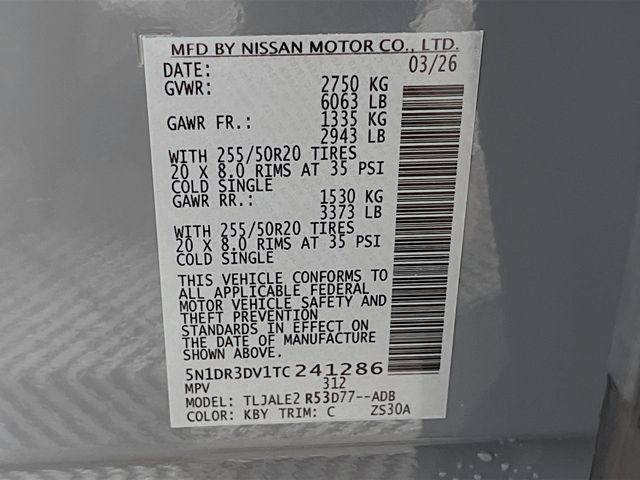 MFD BY NISSAN MOTOR CO., LTD.
DATE: 03/26
GVWR: 2750 KG
6063 LB
GAWR FR.: 1335 KG
2943 LB
WITH 255/50R20 TIRES
20 X 8.0 RIMS AT 35 PSI
COLD SINGLE
GAWR RR.: 1530 KG
3373 LB
WITH 255/50R20 TIRES
20 X 8.0 RIMS AT 35 PSI
COLD SINGLE
THIS VEHICLE CONFORMS TO
ALL APPLICABLE FEDERAL
MOTOR VEHICLE SAFETY AND
THEFT PREVENTION
STANDARDS IN EFFECT ON
THE DATE OF MANUFACTURE
SHOWN ABOVE
5N1DR3DV1TC241286
MPV 312
MODEL: TLJALE2 R53D77--ADB
COLOR: KBY TRIM: C ZS30A